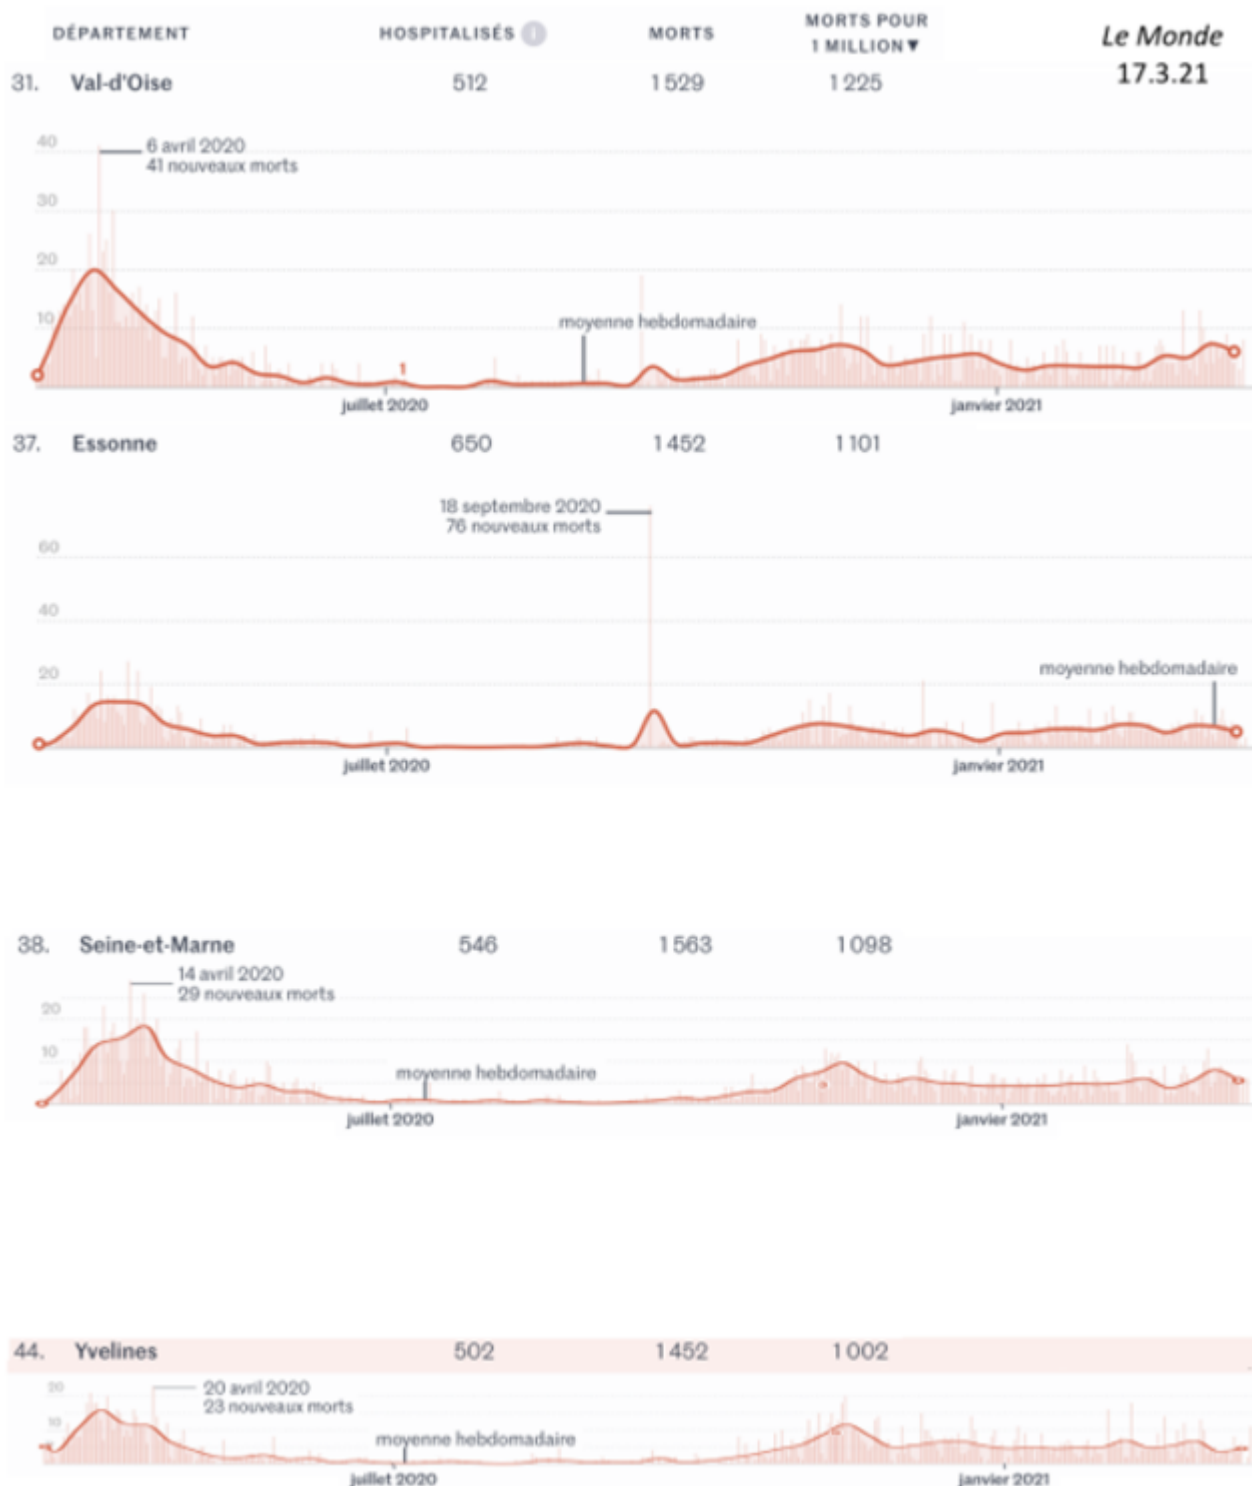 DÉPARTEMENT HOSPITALISÉS i MORTS MORTS POUR 1 MILLION▼
Le Monde
17.3.21
31. Val-d'Oise 512 1 529 1 225
40
6 avril 2020
41 nouveaux morts
30
20
10
moyenne hebdomadaire
1
juillet 2020 janvier 2021
37. Essonne 650 1 452 1 101
18 septembre 2020
76 nouveaux morts
60
40
20
moyenne hebdomadaire
juillet 2020 janvier 2021
38. Seine-et-Marne 546 1 563 1 098
14 avril 2020
29 nouveaux morts
20
10
moyenne hebdomadaire
juillet 2020 janvier 2021
44. Yvelines 502 1 452 1 002
20
20 avril 2020
23 nouveaux morts
10
moyenne hebdomadaire
juillet 2020 janvier 2021